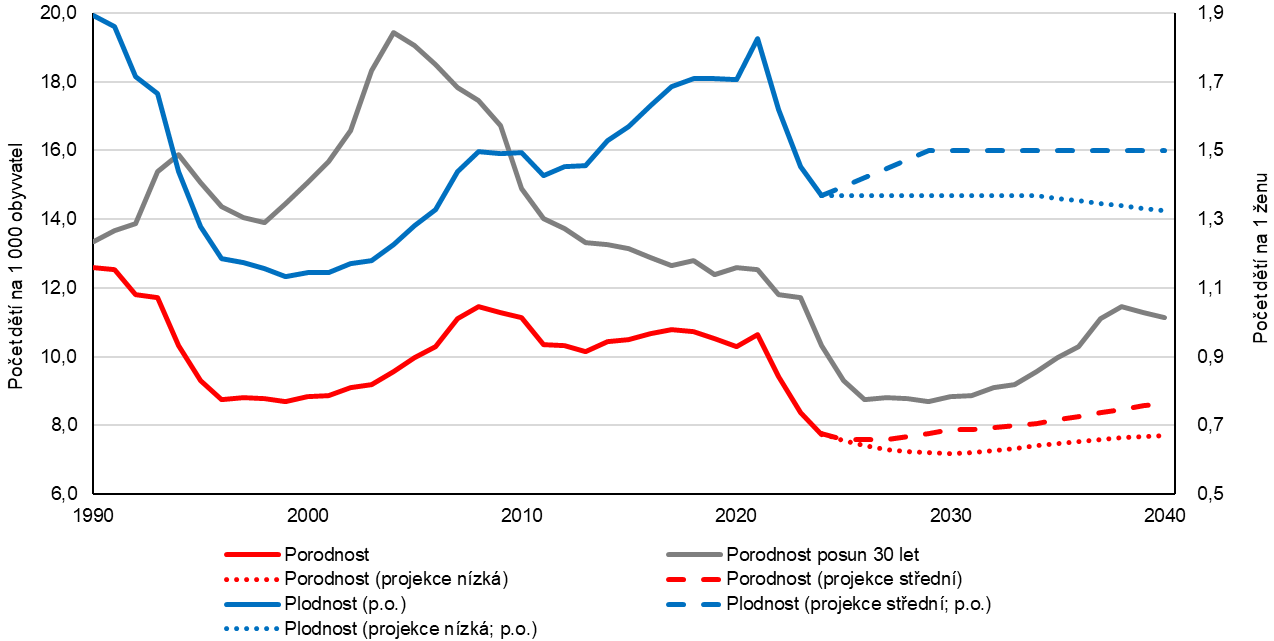 20,0
18,0
16,0
14,0
12,0
10,0
8,0
6,0
Počet dětí na 1 000 obyvatel
1,9
1,7
1,5
1,3
1,1
0,9
0,7
0,5
Počet dětí na 1 ženu
1990 2000 2010 2020 2030 2040
Porodnost Porodnost posun 30 let
Porodnost (projekce nízká) Porodnost (projekce střední)
Plodnost (p.o.) Plodnost (projekce střední; p.o.)
Plodnost (projekce nízká; p.o.)